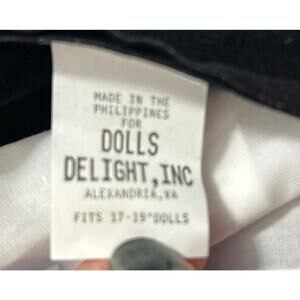 MADE IN THE
PHILIPPINES
FOR
DOLLS
DELIGHT,INC
ALEXANDRIA,VA
FITS 17-19"DOLLS